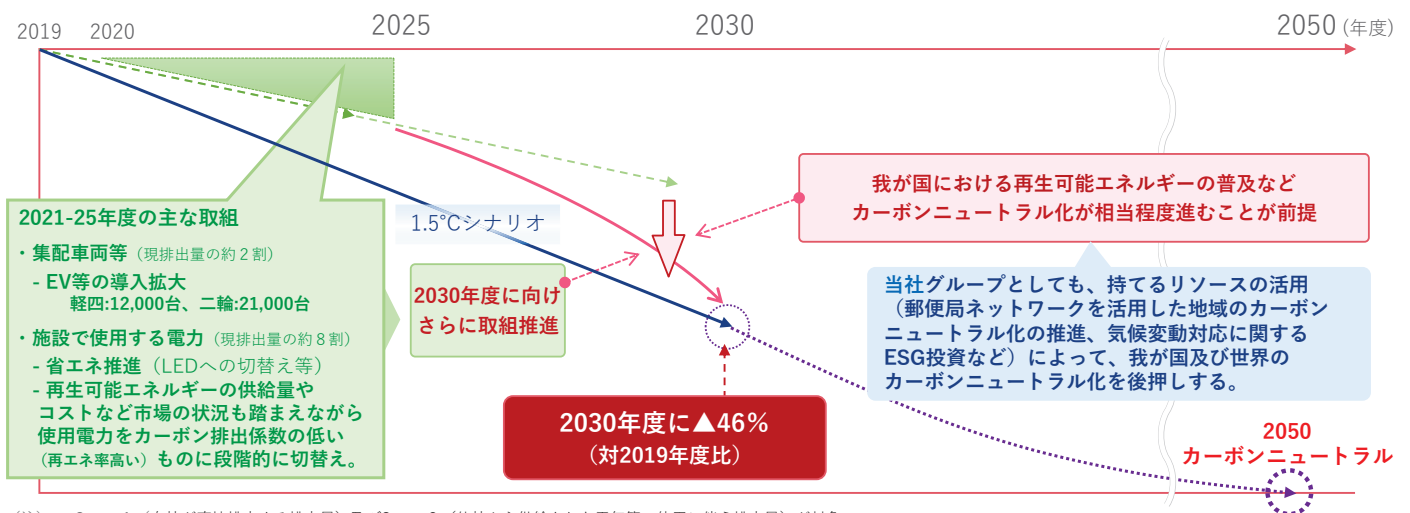 2019
2020
2025
2030
2050 (年度)
2021-25年度の主な取組
・集配車両等（現排出量の約２割）
- EV等の導入拡大
軽四:12,000台、二輪:21,000台
・施設で使用する電力（現排出量の約８割）
- 省エネ推進（LEDへの切替え等）
- 再生可能エネルギーの供給量や
コストなど市場の状況も踏まえながら
使用電力をカーボン排出係数の低い
（再エネ率高い）ものに段階的に切替え。
1.5℃シナリオ
2030年度に向け
さらに取組推進
我が国における再生可能エネルギーの普及など
カーボンニュートラル化が相当程度進むことが前提
当社グループとしても、持てるリソースの活用
（郵便局ネットワークを活用した地域のカーボン
ニュートラル化の推進、気候変動対応に関する
ESG投資など）によって、我が国及び世界の
カーボンニュートラル化を後押しする。
2030年度に▲46%
（対2019年度比）
2050
カーボンニュートラル